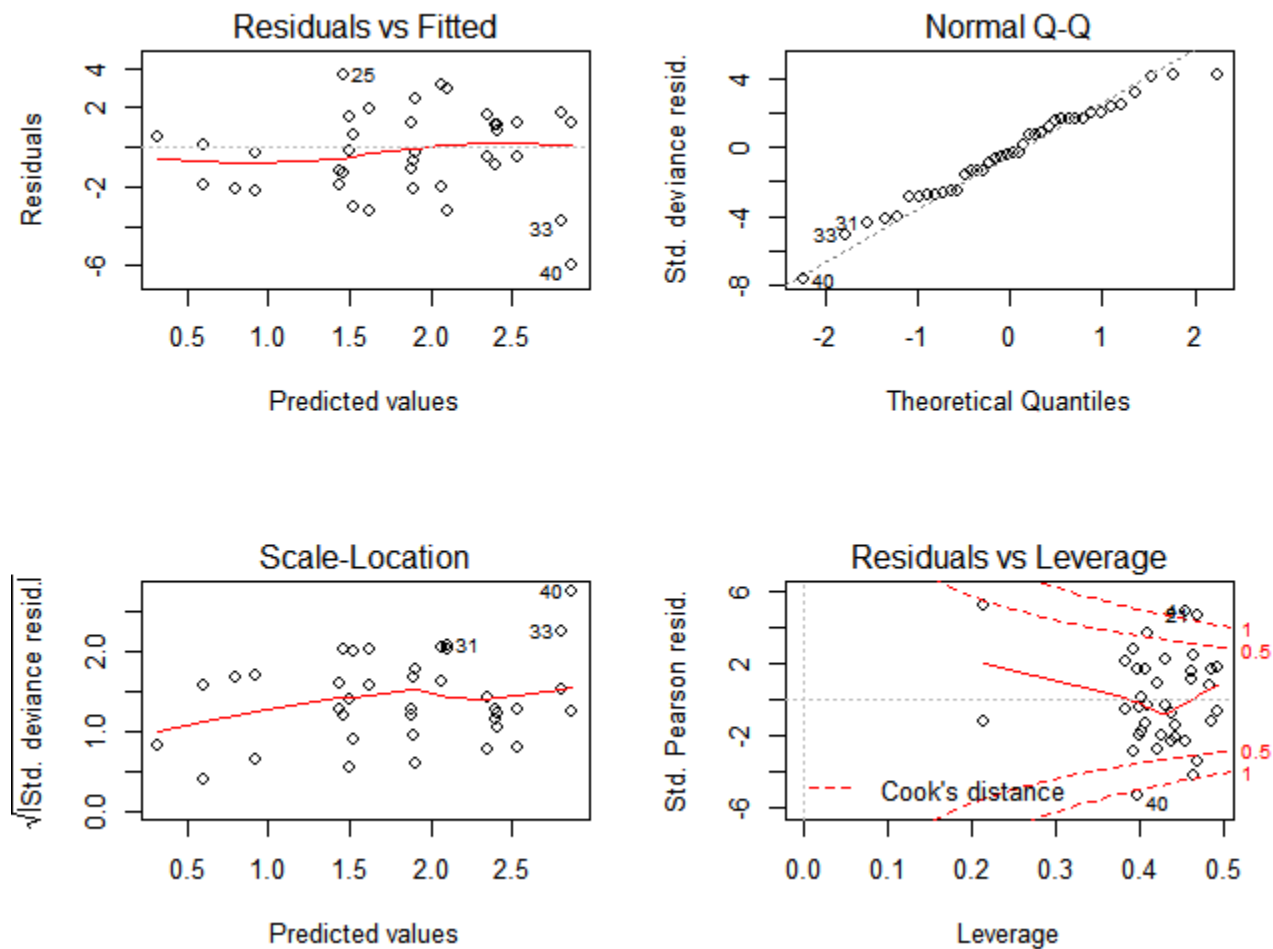 Residuals vs Fitted
Residuals
4
2
0
-2
-6
25
33
40
0.5 1.0 1.5 2.0 2.5
Predicted values
Normal Q-Q
Std. deviance resid.
4
0
-4
-8
31
33
40
-2 -1 0 1 2
Theoretical Quantiles
Scale-Location
√|Std. deviance resid.|
2.0
1.0
0.0
40
33
31
0.5 1.0 1.5 2.0 2.5
Predicted values
Residuals vs Leverage
Std. Pearson resid.
6
2
-2
-6
21
40
1
0.5
0.5
1
Cook's distance
0.0 0.1 0.2 0.3 0.4 0.5
Leverage